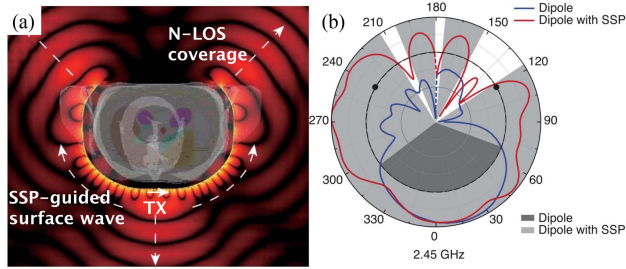 (a)
N-LOS
coverage
SSP-guided
surface wave
TX
(b)
Dipole
Dipole with SSP
180
210
150
240
120
270
90
300
60
330
30
0
2.45 GHz
Dipole
Dipole with SSP